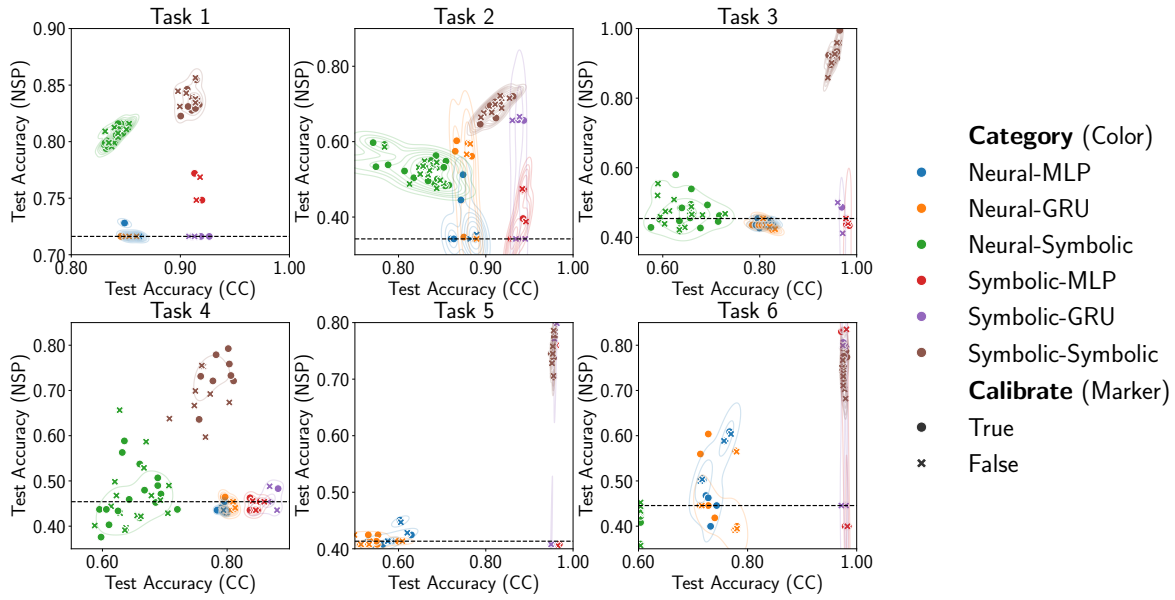 Task 1
Task 2
Task 3
Test Accuracy (NSP)
0.90
0.85
0.80
0.75
0.70
0.80 0.90 1.00
Test Accuracy (CC)
Test Accuracy (NSP)
0.80
0.60
0.40
0.80 0.90 1.00
Test Accuracy (CC)
Test Accuracy (NSP)
1.00
0.80
0.60
0.40
0.60 0.70 0.80 0.90 1.00
Test Accuracy (CC)
Task 4
Task 5
Task 6
Test Accuracy (NSP)
0.80
0.70
0.60
0.50
0.40
0.60 0.80
Test Accuracy (CC)
Test Accuracy (NSP)
0.80
0.70
0.60
0.50
0.40
0.60 0.80 1.00
Test Accuracy (CC)
Test Accuracy (NSP)
0.80
0.70
0.60
0.50
0.40
0.60 0.70 0.80 0.90 1.00
Test Accuracy (CC)
Category (Color)
Neural-MLP
Neural-GRU
Neural-Symbolic
Symbolic-MLP
Symbolic-GRU
Symbolic-Symbolic
Calibrate (Marker)
True
False